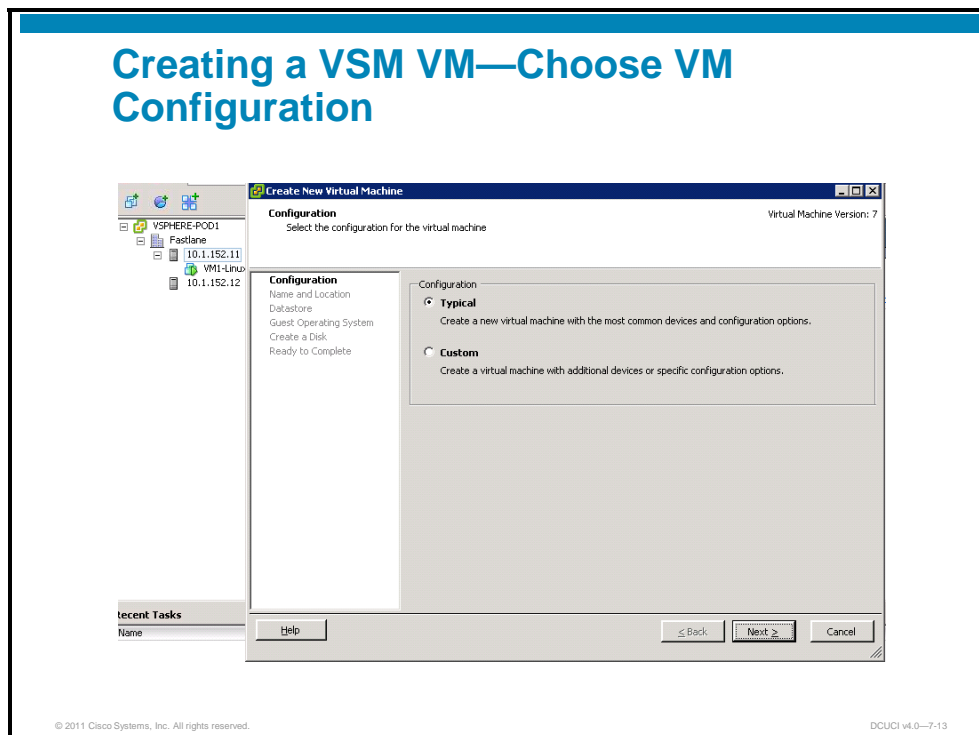 Creating a VSM VM—Choose VM
Configuration
Create New Virtual Machine
Configuration
Select the configuration for the virtual machine
Virtual Machine Version: 7
VSPHERE-POD1
Fastlane
10.1.152.11
VM1-Linux
10.1.152.12
Configuration
Name and Location
Datastore
Guest Operating System
Create a Disk
Ready to Complete
Configuration
Typical
Create a new virtual machine with the most common devices and configuration options.
Custom
Create a virtual machine with additional devices or specific configuration options.
Recent Tasks
Name
Help
< Back
Next >
Cancel
© 2011 Cisco Systems, Inc. All rights reserved.
DCUCI v4.0—7-13